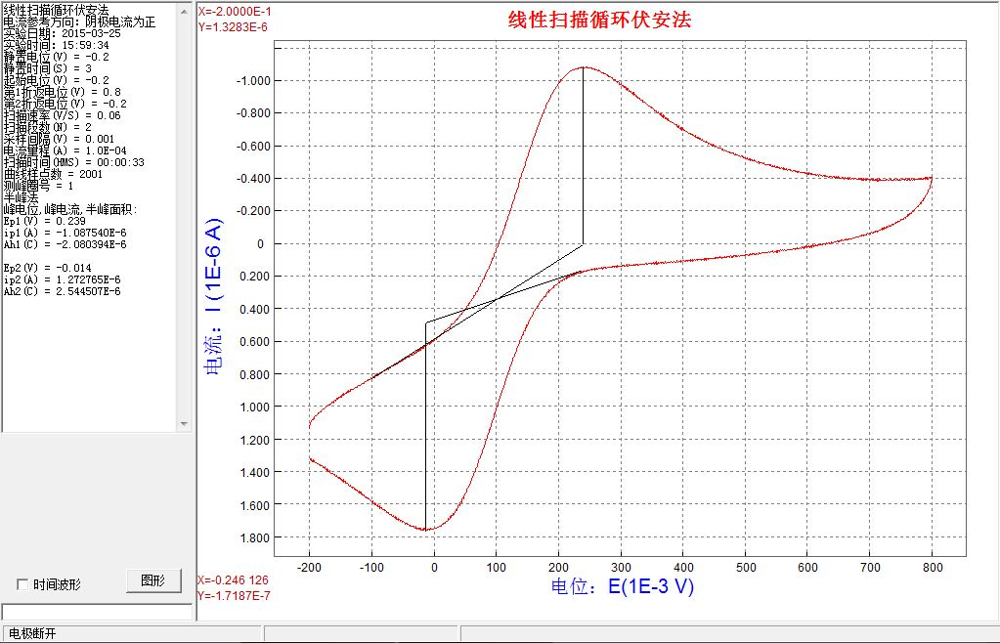 线性扫描循环伏安法
电流参考方向: 阴极电流为正
实验日期: 2015-03-25
实验时间: 15:59:34
静置电位(V) = -0.2
静置时间(S) = 3
起始电位(V) = -0.2
第1折返电位(V) = 0.8
第2折返电位(V) = -0.2
扫描速率(V/S) = 0.06
扫描段数(N) = 2
采样间隔(V) = 0.001
电流量程(A) = 1.0E-04
扫描时间(HMS) = 00:00:33
曲线样点数 = 2001
测峰圈号 = 1
半峰法
峰电位,峰电流,半峰面积:
Ep1(V) = 0.239
ip1(A) = -1.087540E-6
Ah1(C) = -2.080394E-6
Ep2(V) = -0.014
ip2(A) = 1.272765E-6
Ah2(C) = 2.544507E-6
时间波形
图形
电极断开
X=-2.0000E-1
Y=1.3283E-6
线性扫描循环伏安法
-1.000
-0.800
-0.600
-0.400
-0.200
0
0.200
0.400
0.600
0.800
1.000
1.200
1.400
1.600
1.800
电流: I (1E-6 A)
-200
-100
0
100
200
300
400
500
600
700
800
电位: E(1E-3 V)
X=-0.246 126
Y=-1.7187E-7